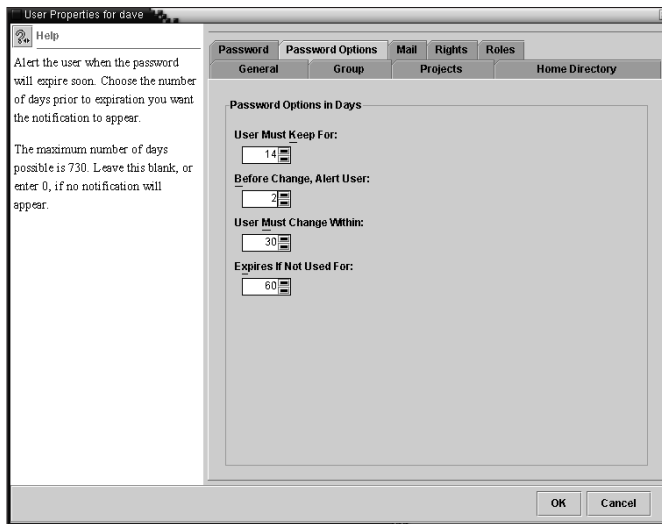 User Properties for dave
Help
Alert the user when the password
will expire soon. Choose the number
of days prior to expiration you want
the notification to appear.
The maximum number of days
possible is 730. Leave this blank, or
enter 0, if no notification will
appear.
Password Password Options Mail Rights Roles
General Group Projects Home Directory
Password Options in Days
User Must Keep For:
14
Before Change, Alert User:
2
User Must Change Within:
30
Expires If Not Used For:
60
OK Cancel